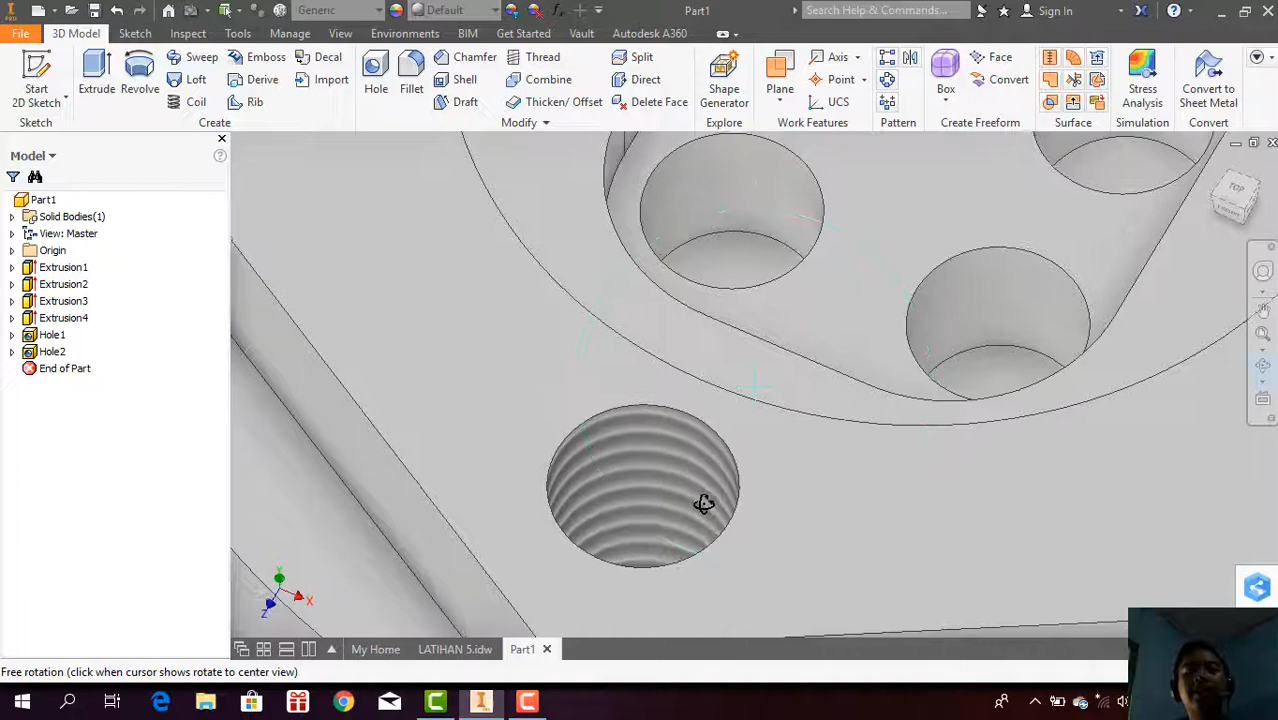 Generic
Default
Part1
Search Help & Commands...
Sign In
File
3D Model
Sketch
Inspect
Tools
Manage
View
Environments
BIM
Get Started
Vault
Autodesk A360
Start
2D Sketch
Sketch
Extrude
Revolve
Sweep
Loft
Coil
Emboss
Derive
Rib
Decal
Import
Create
Hole
Fillet
Chamfer
Shell
Draft
Thread
Combine
Thicken/ Offset
Split
Direct
Delete Face
Modify
Shape
Generator
Explore
Plane
Axis
Point
UCS
Work Features
Pattern
Box
Face
Convert
Create Freeform
Surface
Stress
Analysis
Simulation
Convert to
Sheet Metal
Convert
Model
Part1
Solid Bodies(1)
View: Master
Origin
Extrusion1
Extrusion2
Extrusion3
Extrusion4
Hole1
Hole2
End of Part
TOP
Y
X
Z
My Home
LATIHAN 5.idw
Part1
Free rotation (click when cursor shows rotate to center view)